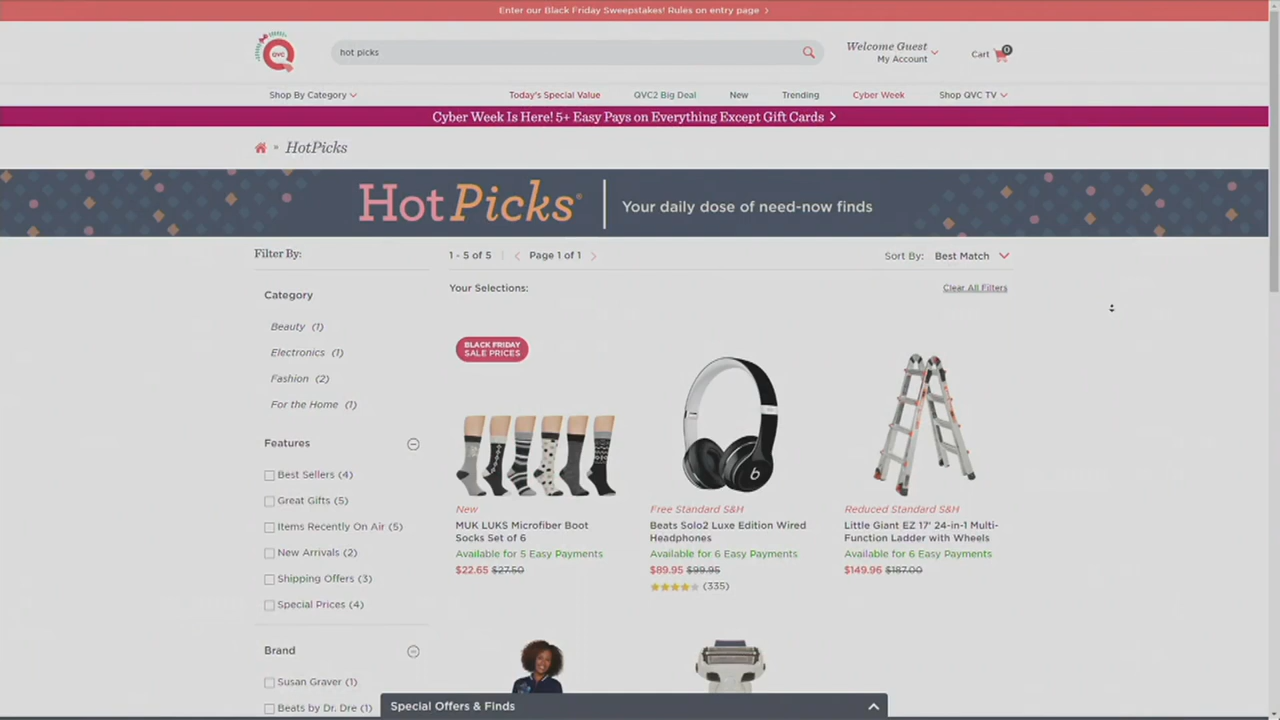 Enter our Black Friday Sweepstakes! Rules on entry page >
QVC
hot picks
Welcome Guest
My Account
Cart
0
Shop By Category
Today's Special Value
QVC2 Big Deal
New
Trending
Cyber Week
Shop QVC TV
Cyber Week Is Here! 5+ Easy Pays on Everything Except Gift Cards >
» HotPicks
Hot Picks®
Your daily dose of need-now finds
Filter By:
1 - 5 of 5
< Page 1 of 1 >
Sort By: Best Match
Your Selections:
Clear All Filters
Category
Beauty (1)
Electronics (1)
Fashion (2)
For the Home (1)
Features
Best Sellers (4)
Great Gifts (5)
Items Recently On Air (5)
New Arrivals (2)
Shipping Offers (3)
Special Prices (4)
Brand
Susan Graver (1)
Beats by Dr. Dre (1)
BLACK FRIDAY
SALE PRICES
New
MUK LUKS Microfiber Boot
Socks Set of 6
Available for 5 Easy Payments
$22.65 $27.50
b
Free Standard S&H
Beats Solo2 Luxe Edition Wired
Headphones
Available for 6 Easy Payments
$89.95 $99.95
(335)
Reduced Standard S&H
Little Giant EZ 17' 24-in-1 Multi-
Function Ladder with Wheels
Available for 6 Easy Payments
$149.96 $187.00
Special Offers & Finds